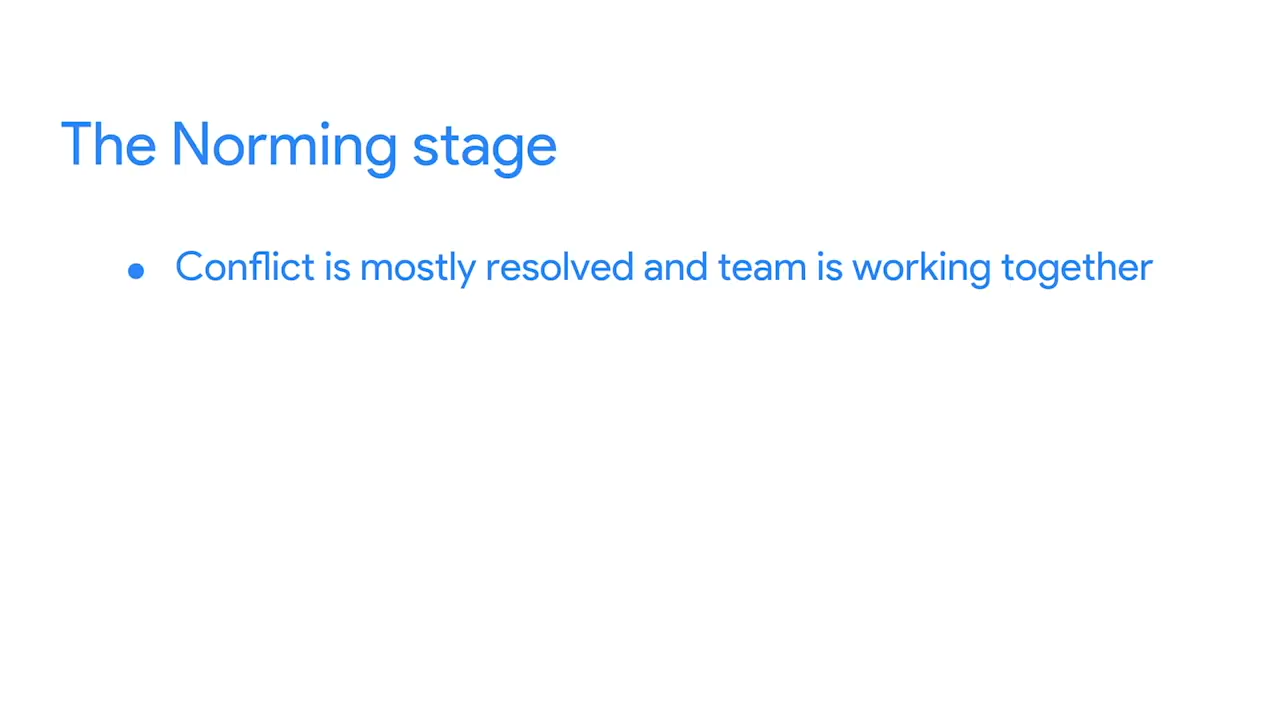 The Norming stage
● Conflict is mostly resolved and team is working together